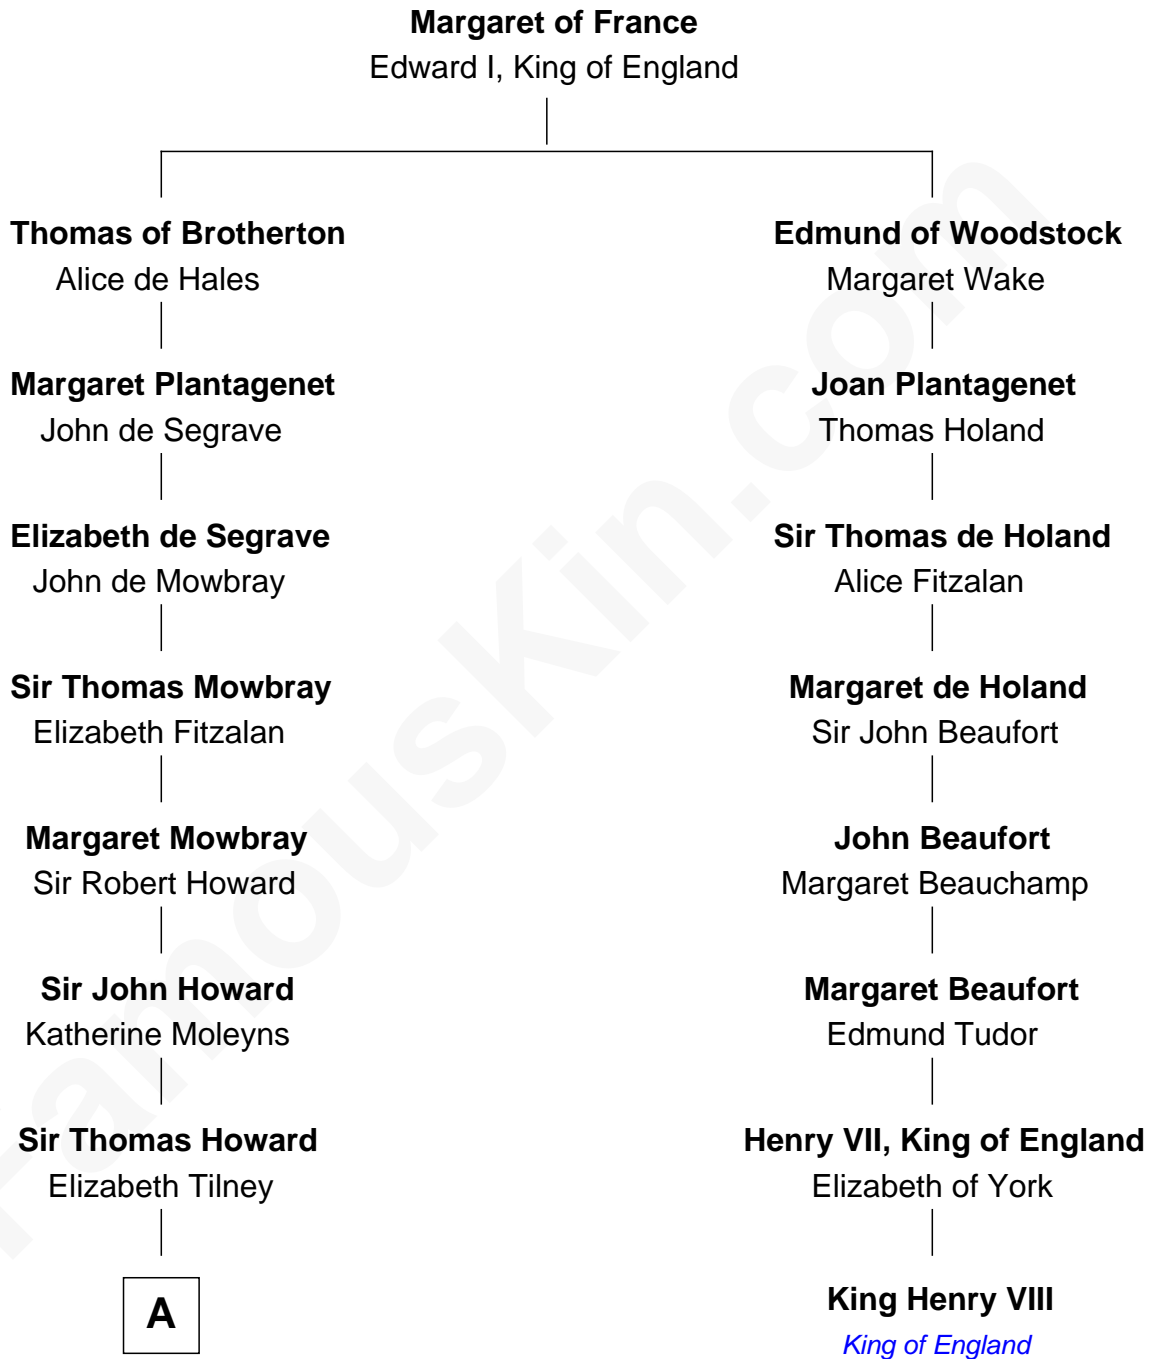 Margaret of France
Edward I, King of England
Thomas of Brotherton
Alice de Hales
Edmund of Woodstock
Margaret Wake
Margaret Plantagenet
John de Segrave
Joan Plantagenet
Thomas Holand
Elizabeth de Segrave
John de Mowbray
Sir Thomas de Holand
Alice Fitzalan
Sir Thomas Mowbray
Elizabeth Fitzalan
Margaret de Holand
Sir John Beaufort
Margaret Mowbray
Sir Robert Howard
John Beaufort
Margaret Beauchamp
Sir John Howard
Katherine Moleyns
Margaret Beaufort
Edmund Tudor
Sir Thomas Howard
Elizabeth Tilney
Henry VII, King of England
Elizabeth of York
A
King Henry VIII
King of England
FamousKin.com